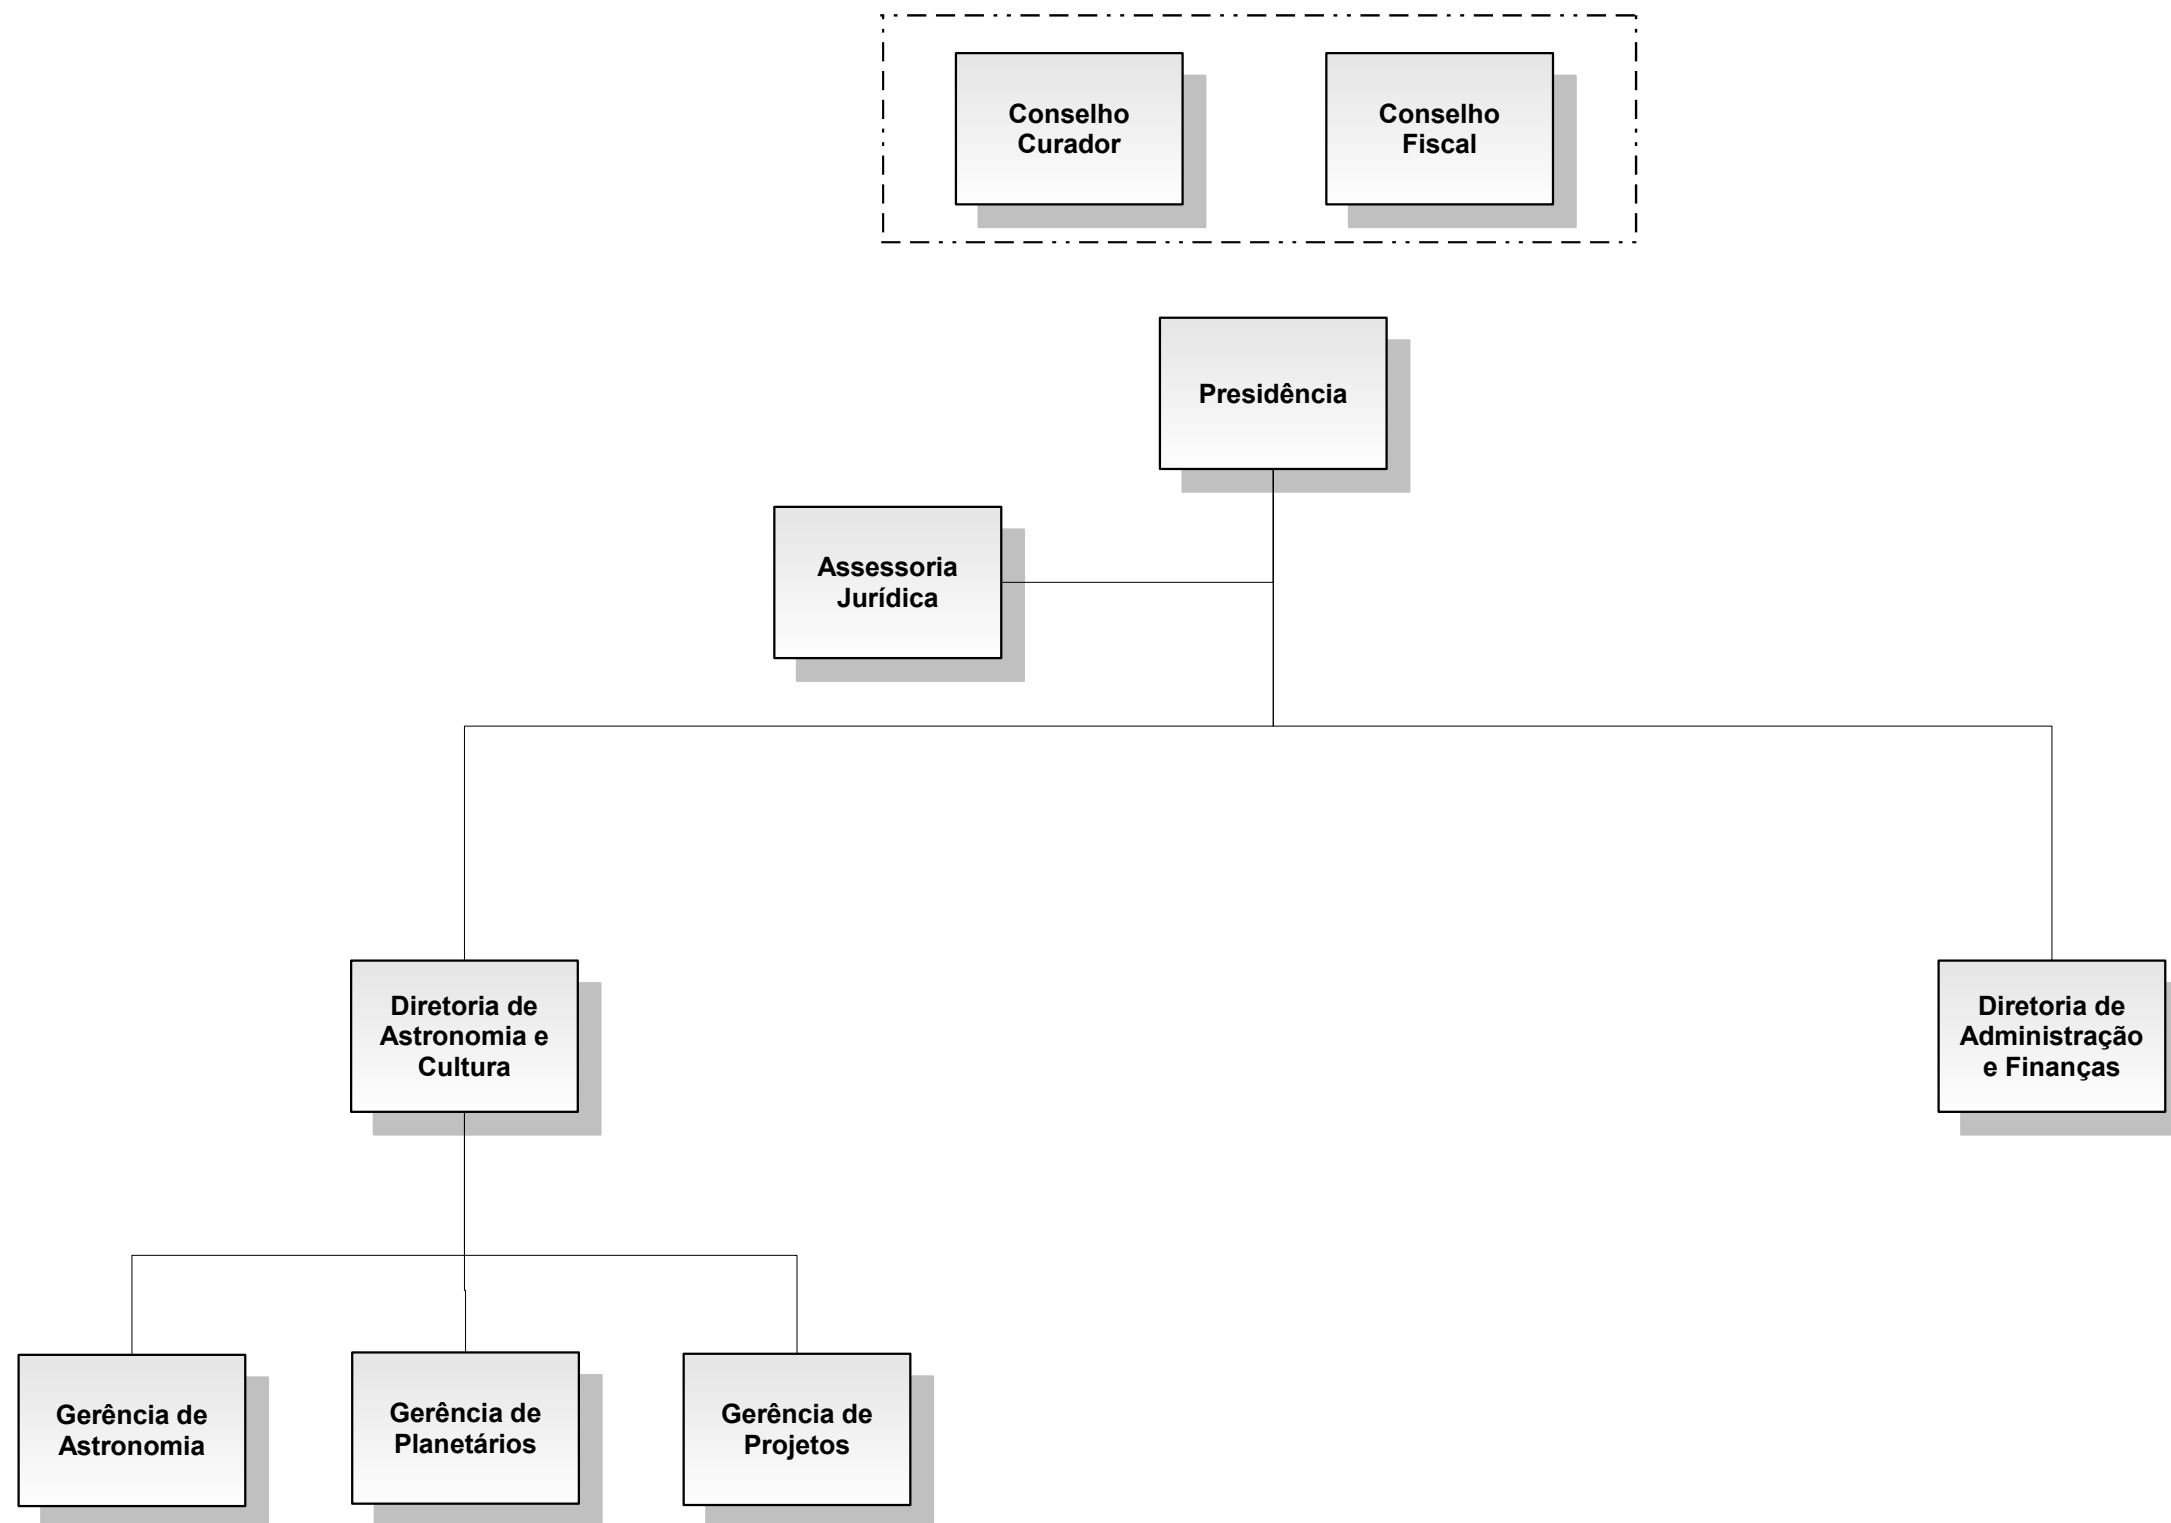 Conselho
Curador
Conselho
Fiscal
Presidência
Assessoria
Jurídica
Diretoria de
Astronomia e
Cultura
Diretoria de
Administração
e Finanças
Gerência de
Astronomia
Gerência de
Planetários
Gerência de
Projetos